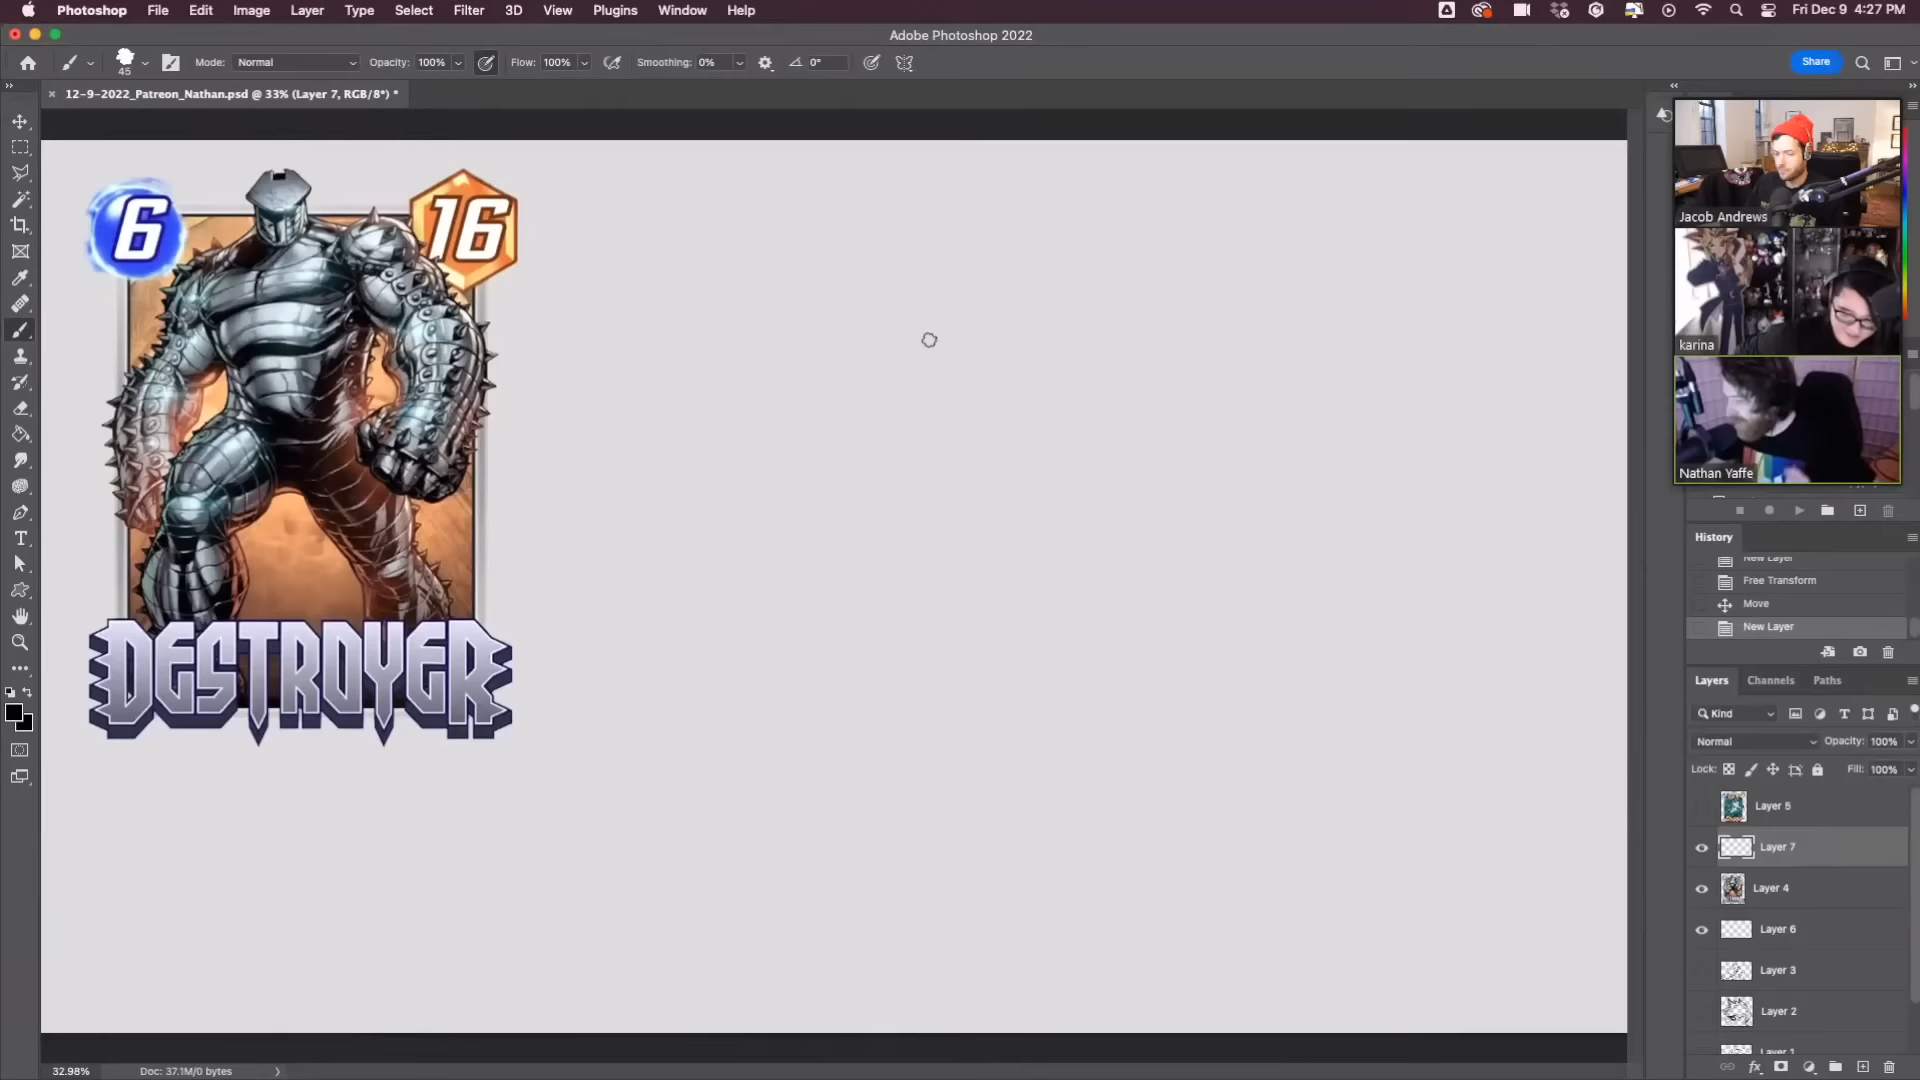 Photoshop File Edit Image Layer Type Select Filter 3D View Plugins Window Help Fri Dec 9 4:27 PM
Adobe Photoshop 2022
45 Mode: Normal Opacity: 100% Flow: 100% Smoothing: 0% 0° Share
12-9-2022_Patreon_Nathan.psd @ 33% (Layer 7, RGB/8*) *
6
16
DESTROYER
Jacob Andrews
karina
Nathan Yaffe
History
New Layer
Free Transform
Move
New Layer
Layers Channels Paths
Kind
Normal Opacity: 100%
Lock: Fill: 100%
Layer 5
Layer 7
Layer 4
Layer 6
Layer 3
Layer 2
Layer 1
32.98% Doc: 37.1M/0 bytes